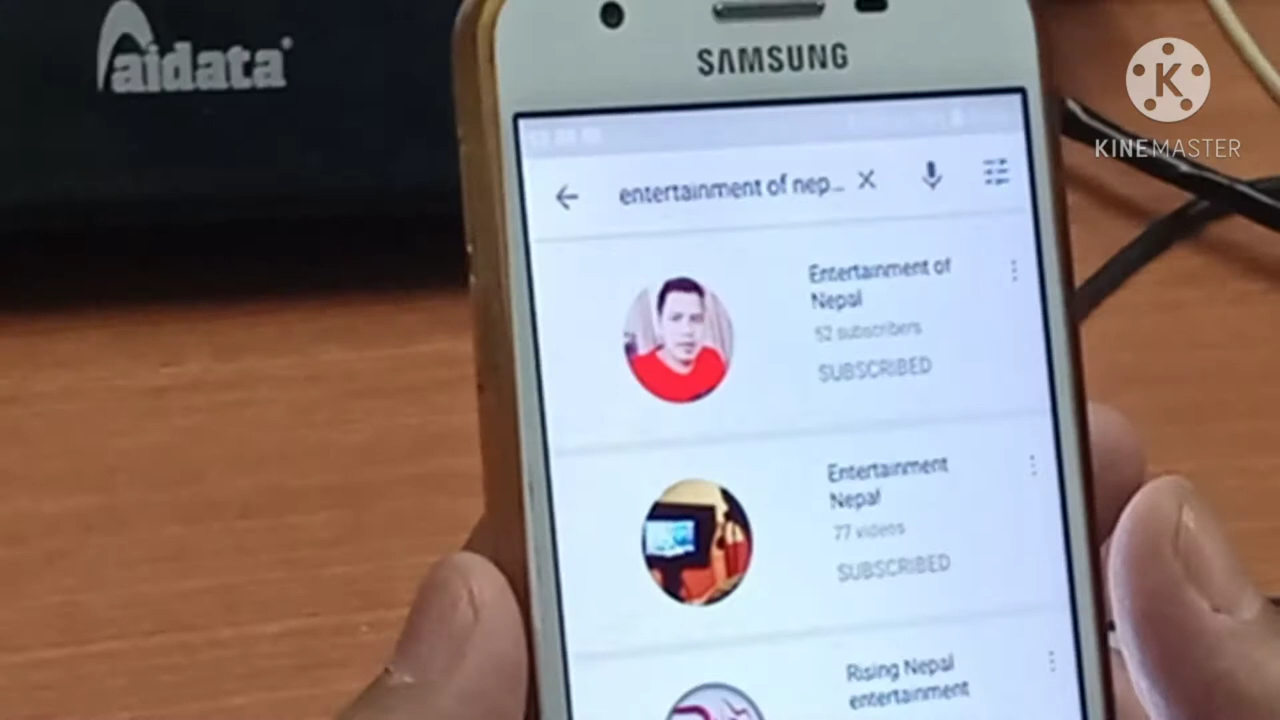 aidata
SAMSUNG
K
KINEMASTER
entertainment of nep...
Entertainment of
Nepal
52 subscribers
SUBSCRIBED
Entertainment
Nepal
77 videos
SUBSCRIBED
Rising Nepal
entertainment